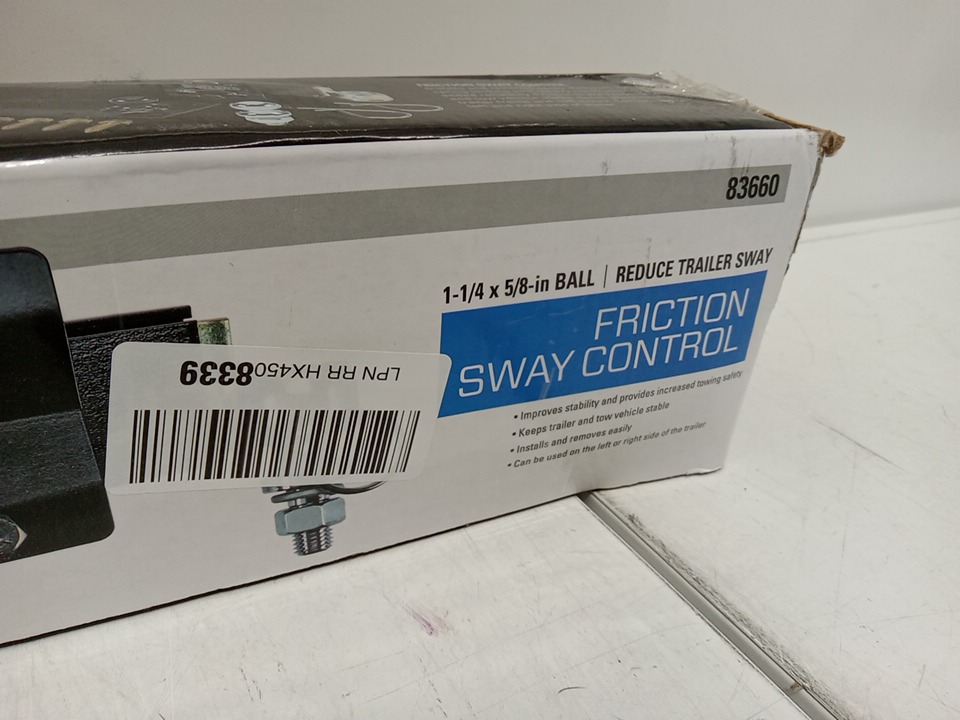 83660
1-1/4 x 5/8-in BALL | REDUCE TRAILER SWAY
FRICTION
SWAY CONTROL
• Improves stability and provides increased towing safety
• Keeps trailer and tow vehicle stable
• Installs and removes easily
• Can be used on the left or right side of the trailer
LPN RR HX4508339